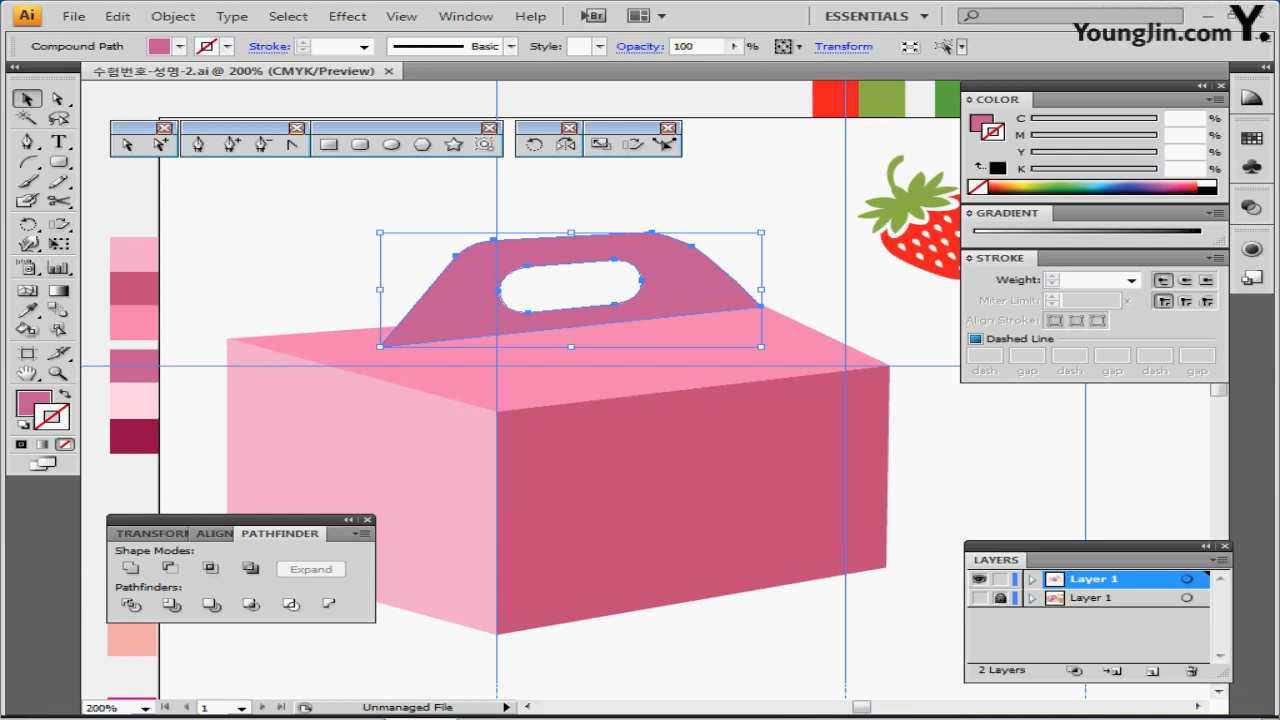 Ai File Edit Object Type Select Effect View Window Help Br ESSENTIALS
YoungJin.com Y.
Compound Path Stroke: Basic Style: Opacity: 100 % Transform
수험번호-성명-2.ai @ 200% (CMYK/Preview)
COLOR
C %
M %
Y %
K %
GRADIENT
STROKE
Weight:
Miter Limit: x
Align Stroke:
Dashed Line
dash gap dash gap dash gap
TRANSFORM ALIGN PATHFINDER
Shape Modes:
Expand
Pathfinders:
LAYERS
Layer 1
Layer 1
2 Layers
200% 1 Unmanaged File